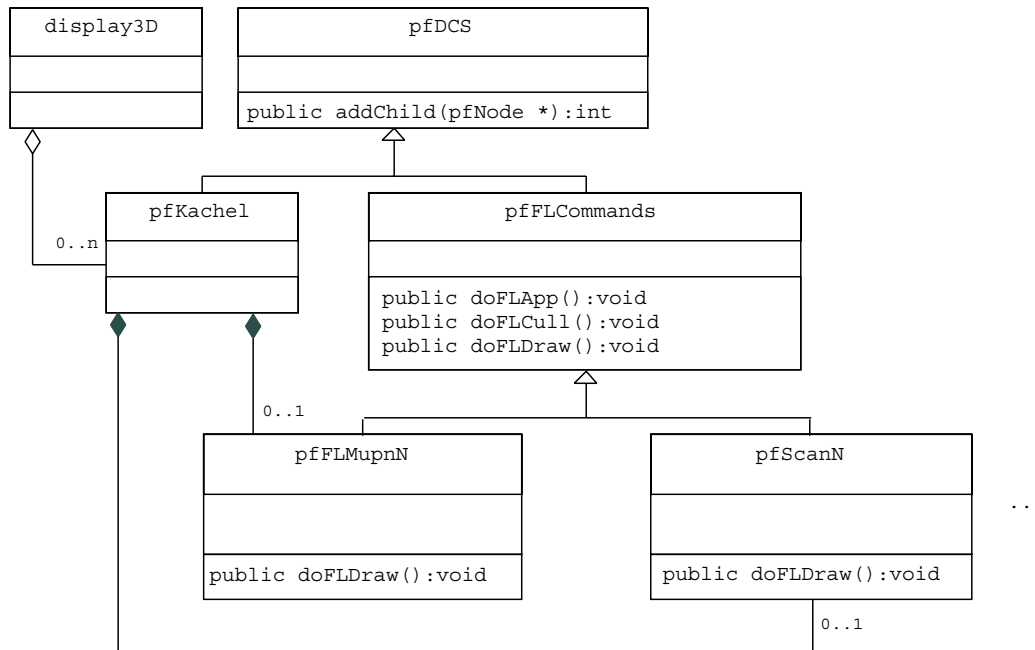 display3D
pfDCS
public addChild(pfNode *):int
pfKachel
pfFLCommands
0..n
public doFLApp():void
public doFLCull():void
public doFLDraw():void
0..1
pfFLMupnN
pfScanN
..
public doFLDraw():void
public doFLDraw():void
0..1